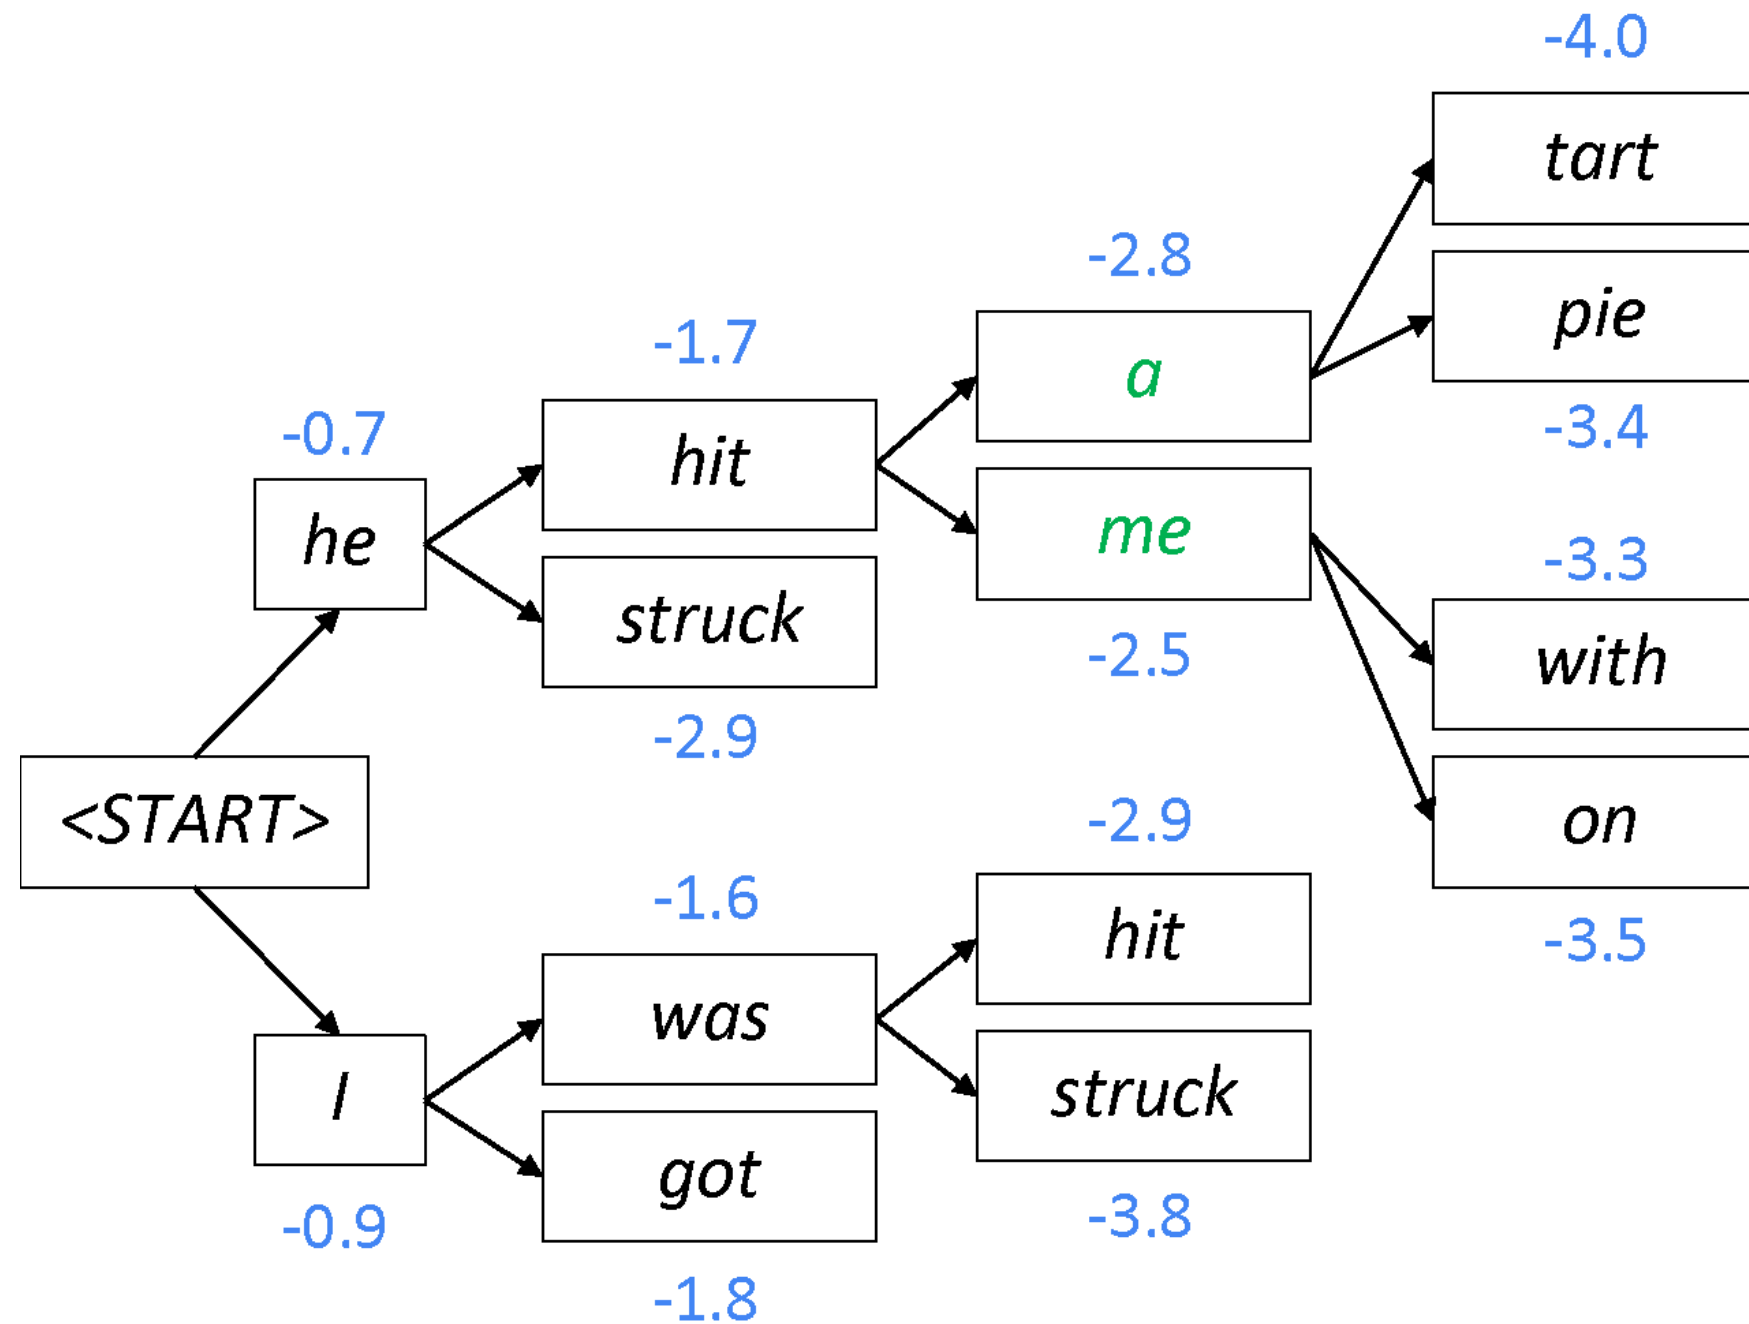 -4.0
tart
-2.8
pie
-1.7
a
-3.4
-0.7
hit
me
-3.3
he
struck
-2.5
with
-2.9
<START>
-2.9
on
-1.6
hit
-3.5
was
I
struck
got
-0.9
-3.8
-1.8